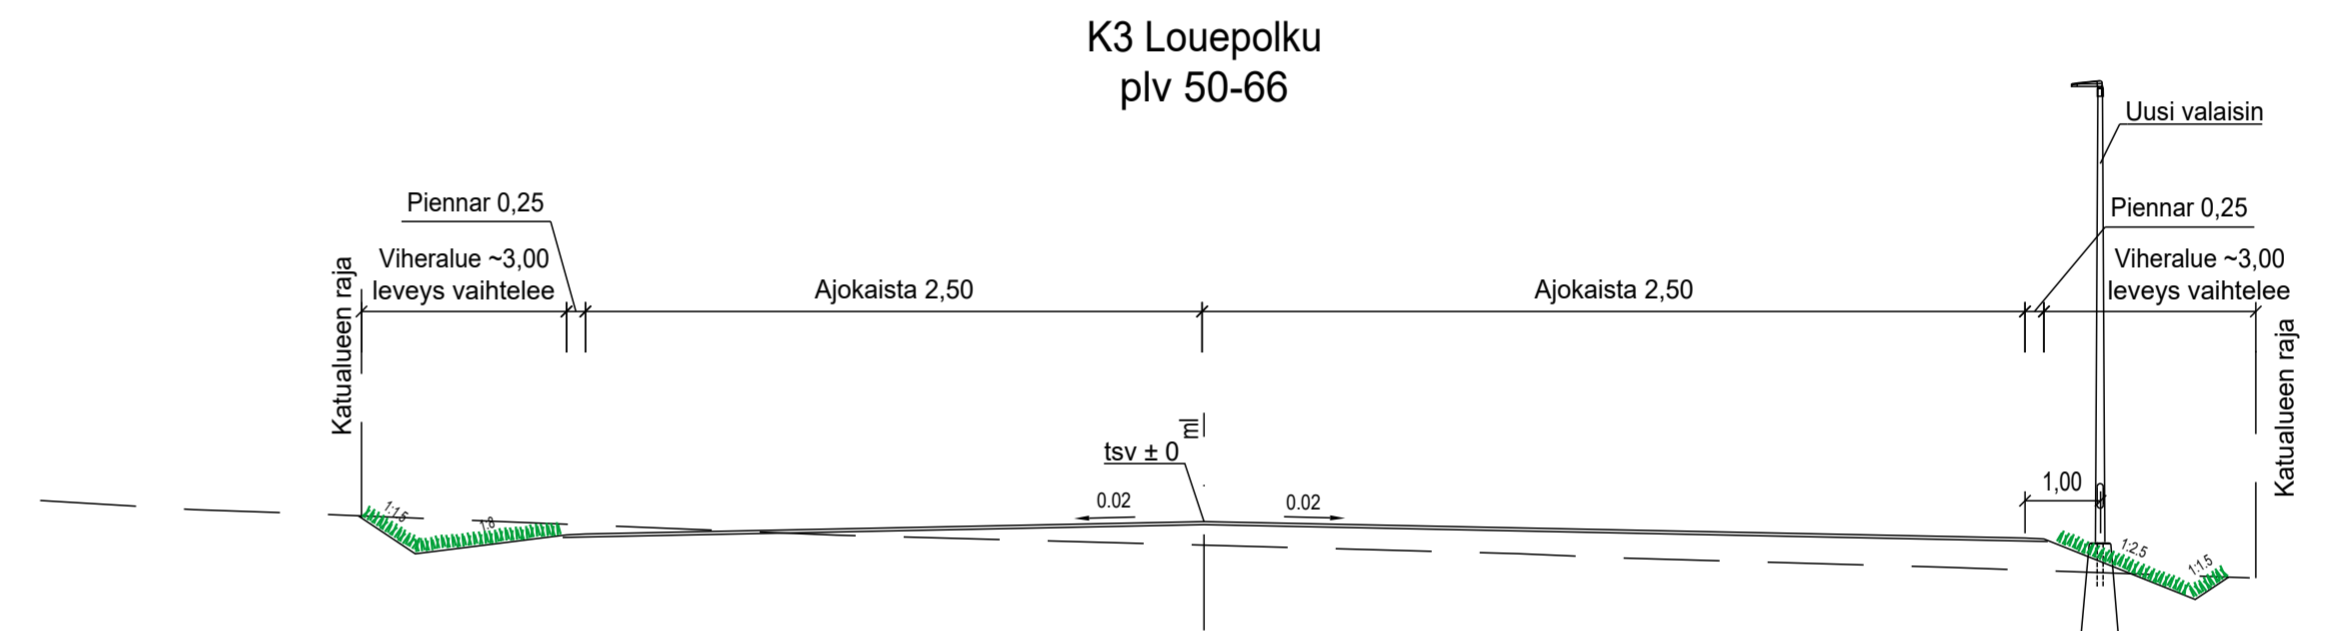 K3 Louepolku
plv 50-66
Uusi valaisin
Piennar 0,25
Piennar 0,25
Katualueen raja
Viheralue ~3,00
leveys vaihtelee
Ajokaista 2,50
Ajokaista 2,50
Viheralue ~3,00
leveys vaihtelee
Katualueen raja
ml
tsv ± 0
0.02
0.02
1,00
1:1.5
1:8
1:2.5
1:1.5